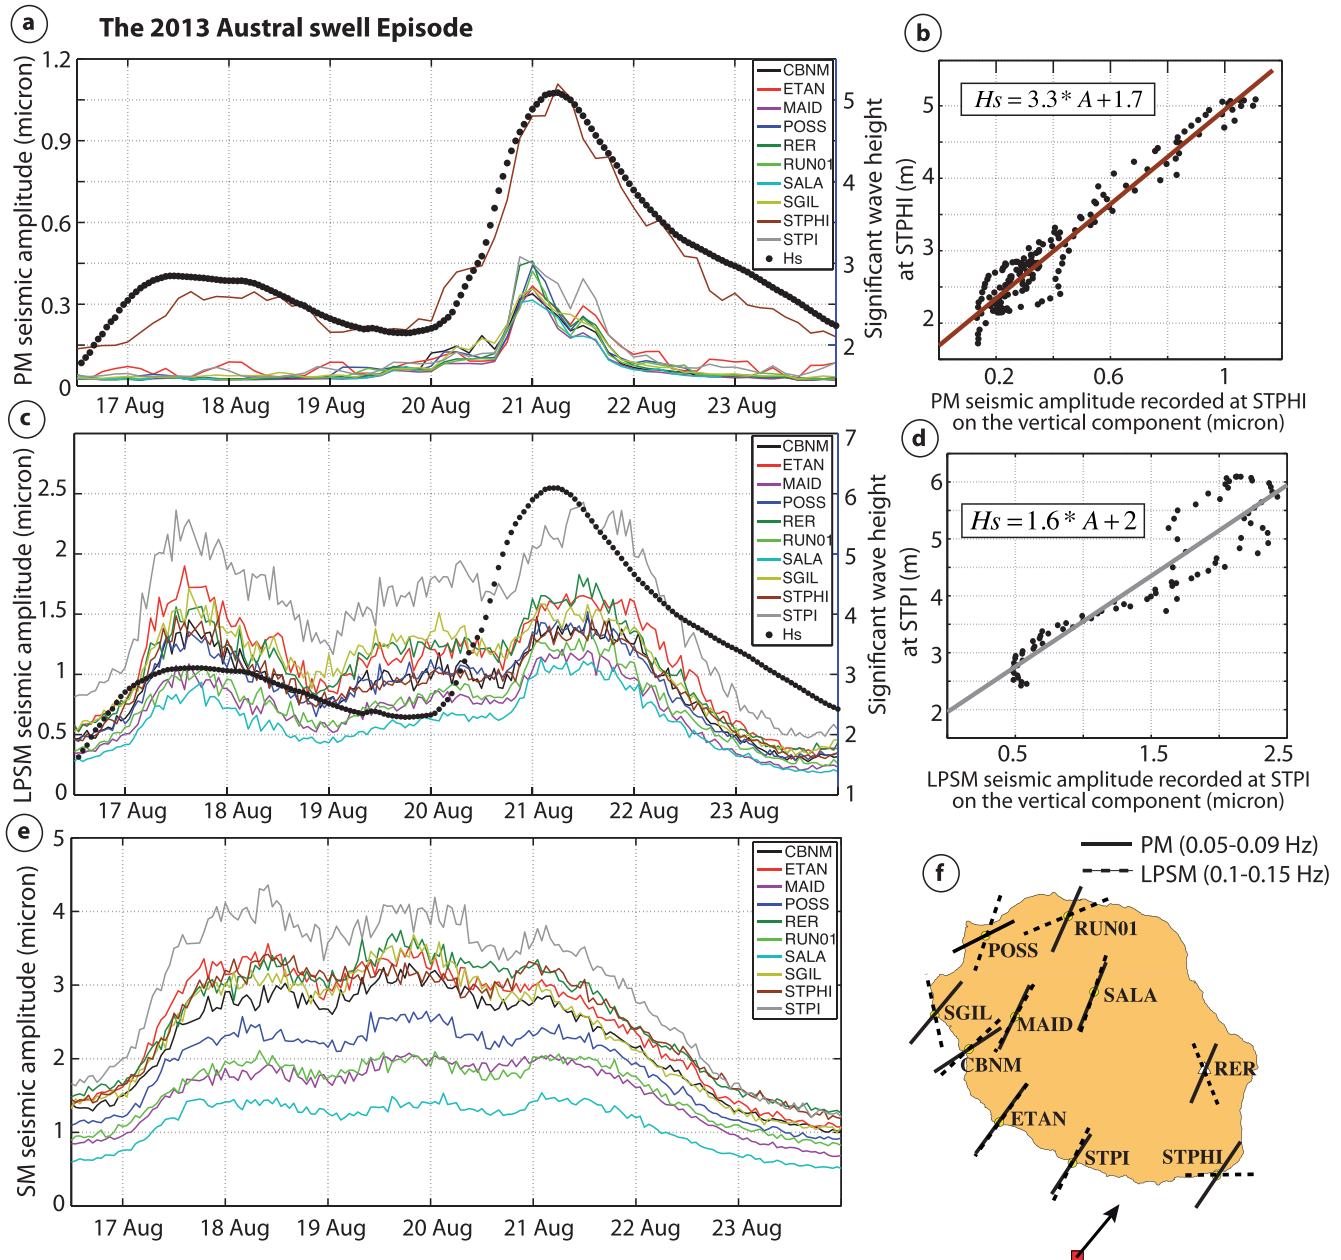 a
The 2013 Austral swell Episode
PM seismic amplitude (micron)
1.2
0.9
0.6
0.3
0
17 Aug
18 Aug
19 Aug
20 Aug
21 Aug
22 Aug
23 Aug
CBNM
ETAN
MAID
POSS
RER
RUN01
SALA
SGIL
STPHI
STPI
Hs
5
4
3
2
Significant wave height
b
at STPHI (m)
Hs = 3.3* A + 1.7
5
4
3
2
0.2
0.6
1
PM seismic amplitude recorded at STPHI
on the vertical component (micron)
c
LPSM seismic amplitude (micron)
2.5
2
1.5
1
0.5
0
17 Aug
18 Aug
19 Aug
20 Aug
21 Aug
22 Aug
23 Aug
CBNM
ETAN
MAID
POSS
RER
RUN01
SALA
SGIL
STPHI
STPI
Hs
7
6
5
4
3
2
1
Significant wave height
d
at STPI (m)
Hs = 1.6* A + 2
6
5
4
3
2
0.5
1.5
2.5
LPSM seismic amplitude recorded at STPI
on the vertical component (micron)
e
SM seismic amplitude (micron)
5
4
3
2
1
0
17 Aug
18 Aug
19 Aug
20 Aug
21 Aug
22 Aug
23 Aug
CBNM
ETAN
MAID
POSS
RER
RUN01
SALA
SGIL
STPHI
STPI
f
PM (0.05-0.09 Hz)
LPSM (0.1-0.15 Hz)
RUN01
POSS
SALA
SGIL
MAID
CBNM
RER
ETAN
STPI
STPHI